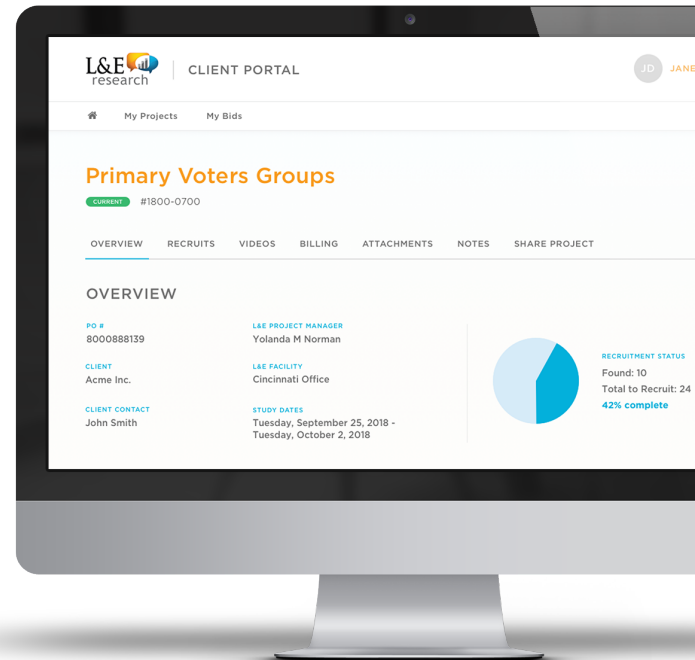 L&E
research
CLIENT PORTAL
JD
JANE
My Projects My Bids
Primary Voters Groups
CURRENT #1800-0700
OVERVIEW RECRUITS VIDEOS BILLING ATTACHMENTS NOTES SHARE PROJECT
OVERVIEW
PO #
8000888139
L&E PROJECT MANAGER
Yolanda M Norman
CLIENT
Acme Inc.
L&E FACILITY
Cincinnati Office
CLIENT CONTACT
John Smith
STUDY DATES
Tuesday, September 25, 2018 -
Tuesday, October 2, 2018
RECRUITMENT STATUS
Found: 10
Total to Recruit: 24
42% complete